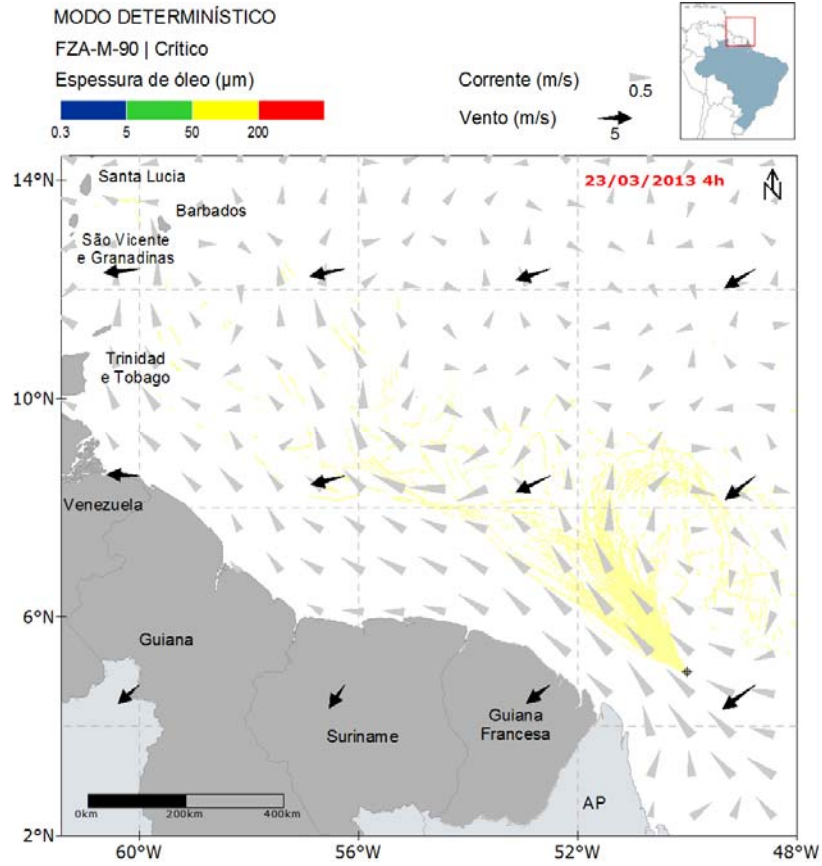 MODO DETERMINÍSTICO
FZA-M-90 | Crítico
Espessura de óleo (µm)
0.3 5 50 200
Corrente (m/s) 0.5
Vento (m/s) 5
23/03/2013 4h
N
14°N
10°N
6°N
2°N
Santa Lucia
Barbados
São Vicente
e Granadinas
Trinidad
e Tobago
Venezuela
Guiana
Suriname
Guiana
Francesa
AP
0km 200km 400km
60°W 56°W 52°W 48°W